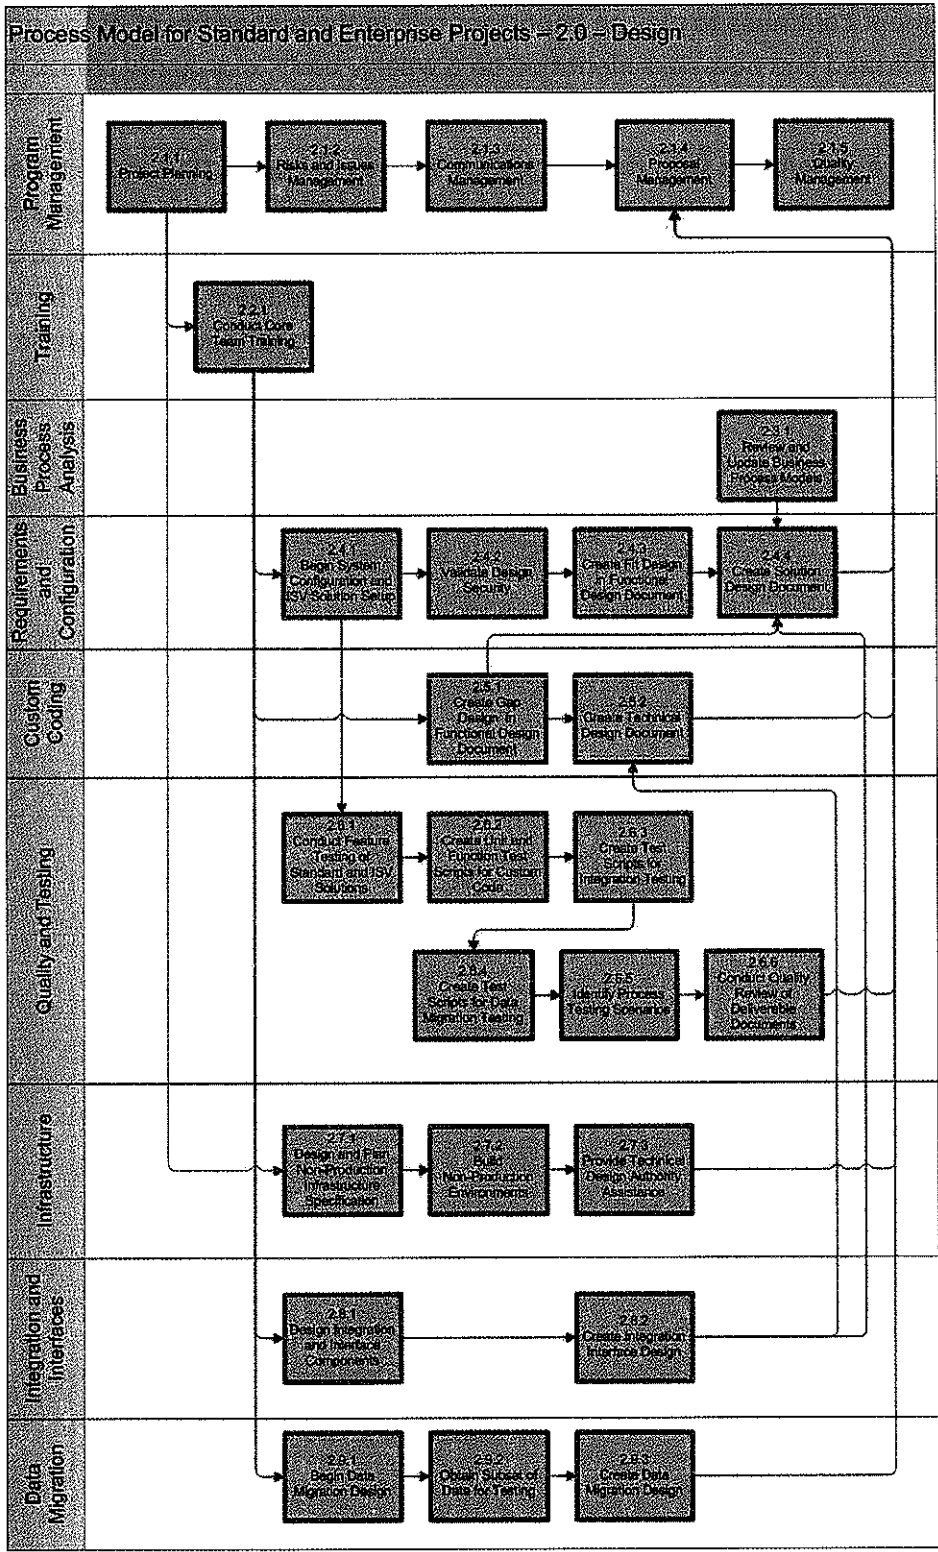 Process Model for Standard and Enterprise Projects – 2.0 – Design
Program
Management
2.1.1
Project Planning
2.1.2
Risks and Issues
Management
2.1.3
Communications
Management
2.1.4
Proposal
Management
2.1.5
Quality
Management
Training
2.2.1
Conduct Core
Team Training
Business
Process
Analysis
2.3.1
Review and
Update Business
Process Models
Requirements
and
Configuration
2.4.1
Begin System
Configuration and
ISV Solution Setup
2.4.2
Validate Design
Security
2.4.3
Create Fit Design
in Functional
Design Document
2.4.4
Create Solution
Design Document
Custom
Coding
2.5.1
Create Gap
Design in
Functional Design
Document
2.5.2
Create Technical
Design Document
Quality and Testing
2.6.1
Conduct Feature
Testing of
Standard and ISV
Solutions
2.6.2
Create Unit and
Function Test
Scripts for Custom
Code
2.6.3
Create Test
Scripts for
Integration Testing
2.6.4
Create Test
Scripts for Data
Migration Testing
2.6.5
Identify Process
Testing Scenarios
2.6.6
Conduct Quality
Review of
Deliverable
Documents
Infrastructure
2.7.1
Design and Plan
Non-Production
Infrastructure
Specification
2.7.2
Build
Non-Production
Environments
2.7.3
Provide Technical
Design Authority
Assistance
Integration and
Interfaces
2.8.1
Design Integration
and Interface
Components
2.8.2
Create Integration
Interface Design
Data
Migration
2.9.1
Begin Data
Migration Design
2.9.2
Obtain Subset of
Data for Testing
2.9.3
Create Data
Migration Design